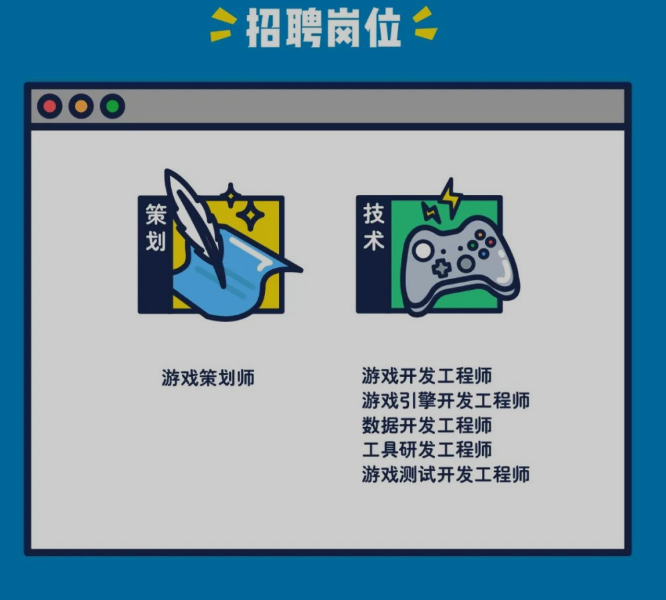 招聘岗位
策划
技术
游戏策划师
游戏开发工程师
游戏引擎开发工程师
数据开发工程师
工具研发工程师
游戏测试开发工程师